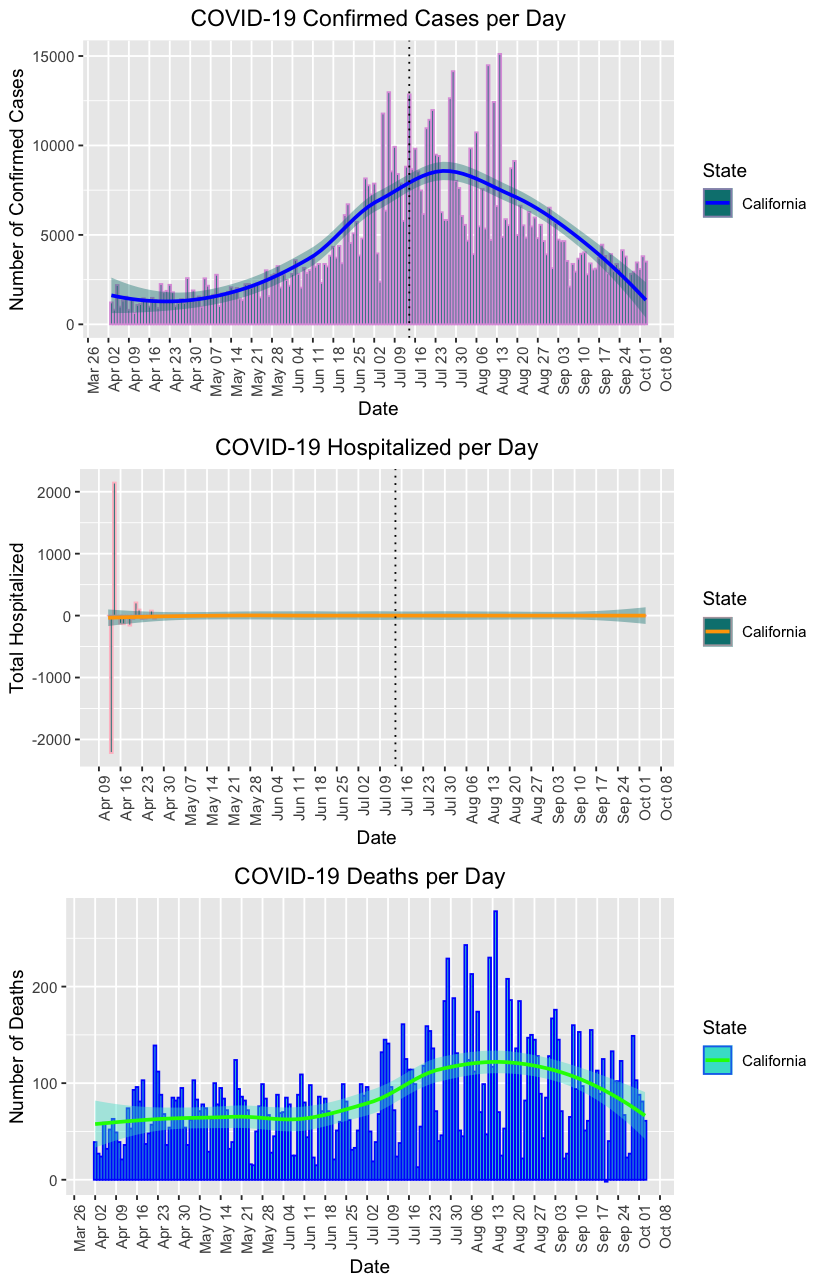 COVID-19 Confirmed Cases per Day
Number of Confirmed Cases
15000
10000
5000
0
Mar 26
Apr 02
Apr 09
Apr 16
Apr 23
Apr 30
May 07
May 14
May 21
May 28
Jun 04
Jun 11
Jun 18
Jun 25
Jul 02
Jul 09
Jul 16
Jul 23
Jul 30
Aug 06
Aug 13
Aug 20
Aug 27
Sep 03
Sep 10
Sep 17
Sep 24
Oct 01
Oct 08
Date
State
California
COVID-19 Hospitalized per Day
Total Hospitalized
2000
1000
0
-1000
-2000
Apr 09
Apr 16
Apr 23
Apr 30
May 07
May 14
May 21
May 28
Jun 04
Jun 11
Jun 18
Jun 25
Jul 02
Jul 09
Jul 16
Jul 23
Jul 30
Aug 06
Aug 13
Aug 20
Aug 27
Sep 03
Sep 10
Sep 17
Sep 24
Oct 01
Oct 08
Date
State
California
COVID-19 Deaths per Day
Number of Deaths
200
100
0
Mar 26
Apr 02
Apr 09
Apr 16
Apr 23
Apr 30
May 07
May 14
May 21
May 28
Jun 04
Jun 11
Jun 18
Jun 25
Jul 02
Jul 09
Jul 16
Jul 23
Jul 30
Aug 06
Aug 13
Aug 20
Aug 27
Sep 03
Sep 10
Sep 17
Sep 24
Oct 01
Oct 08
Date
State
California